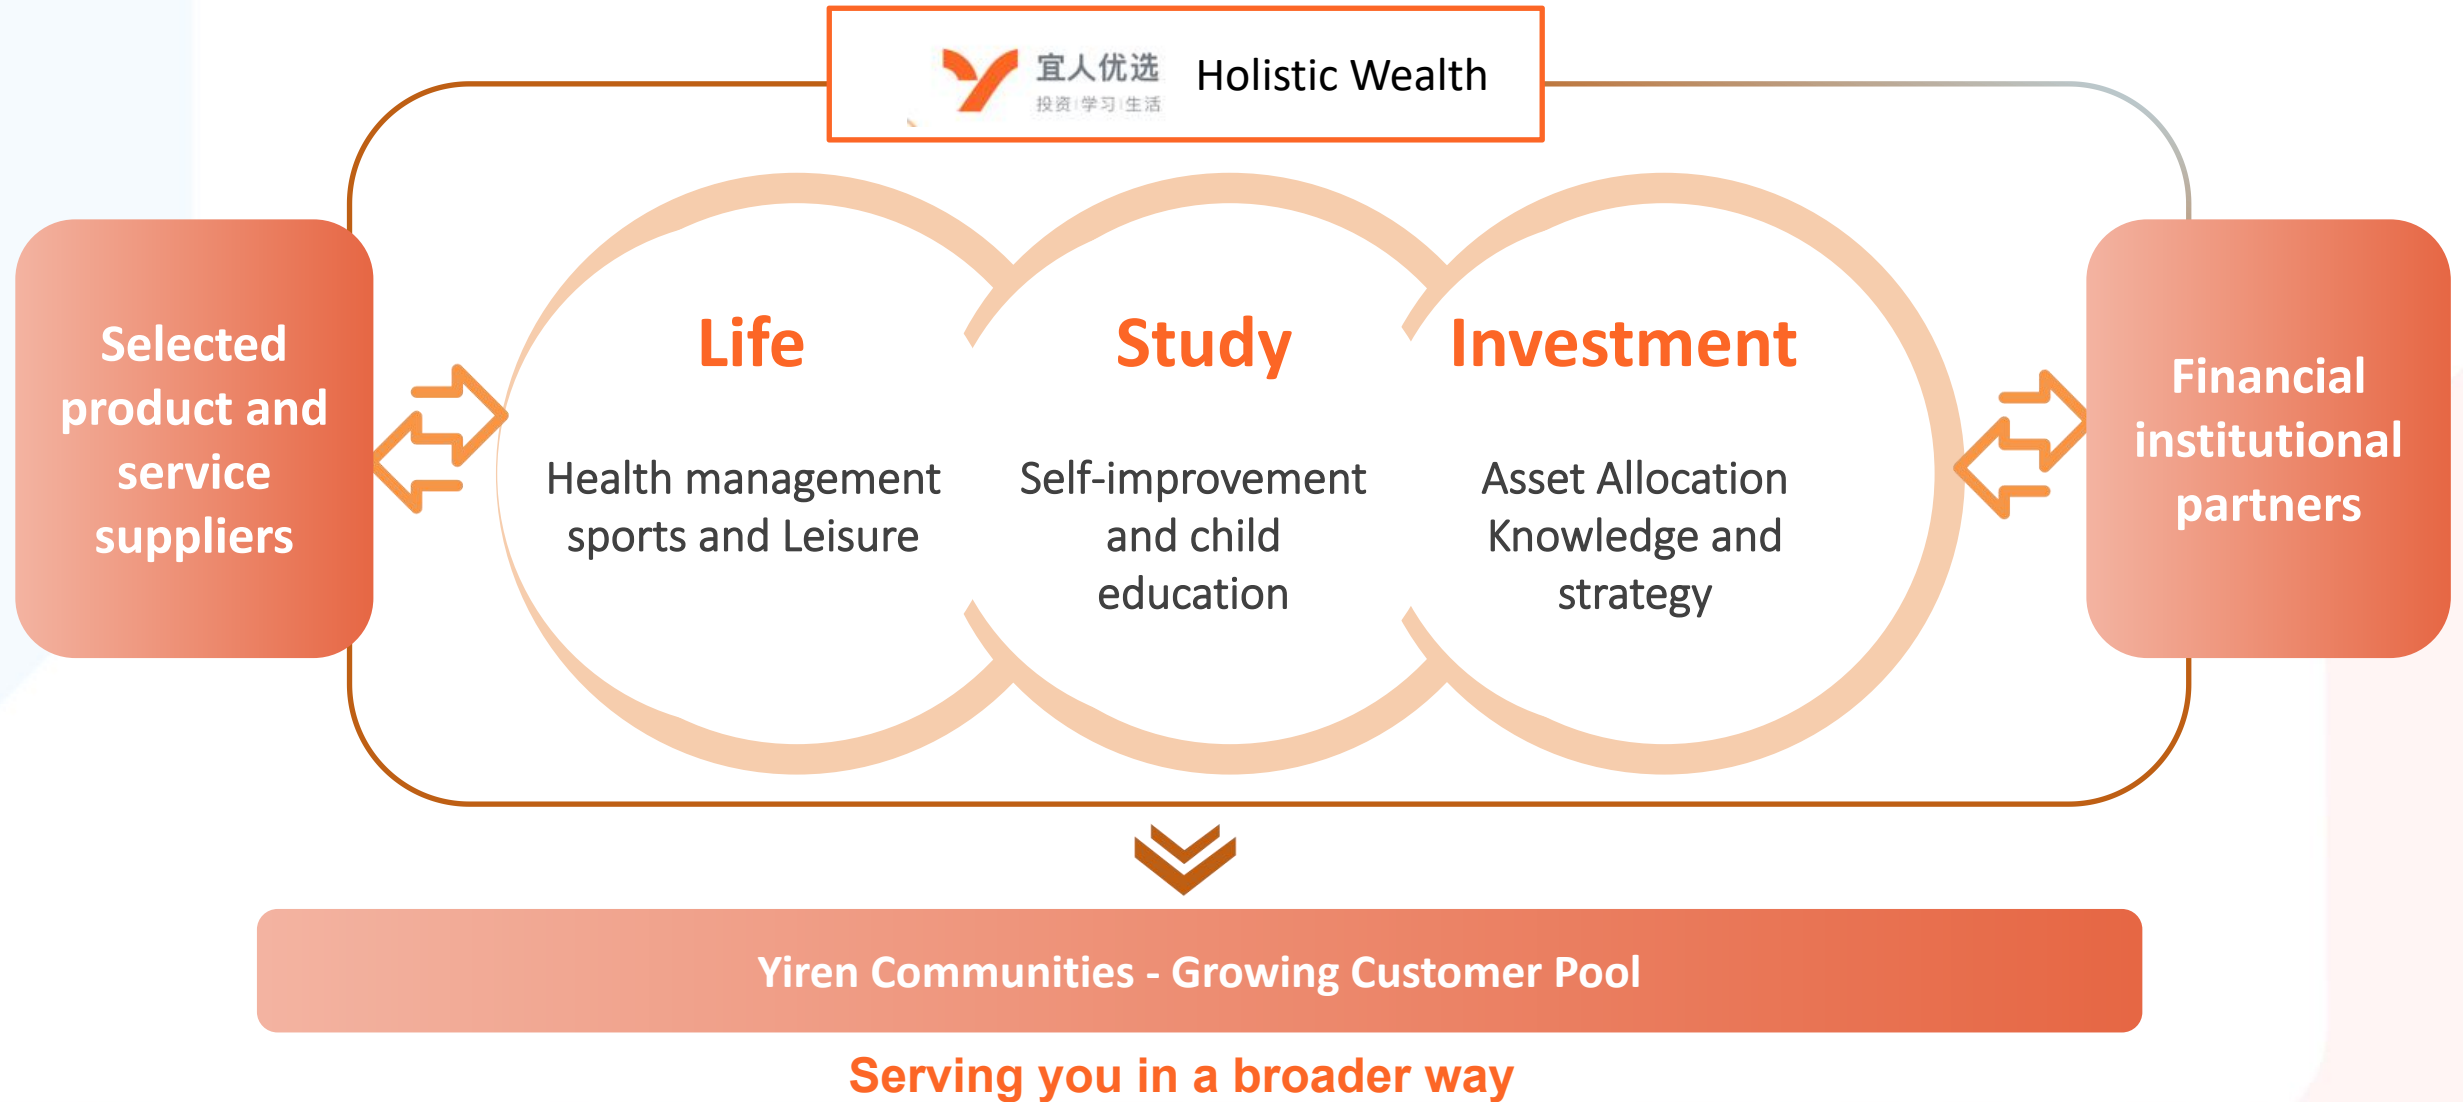 宜人优选
投资|学习|生活
Holistic Wealth
Selected
product and
service
suppliers
Life
Health management
sports and Leisure
Study
Self-improvement
and child
education
Investment
Asset Allocation
Knowledge and
strategy
Financial
institutional
partners
Yiren Communities - Growing Customer Pool
Serving you in a broader way